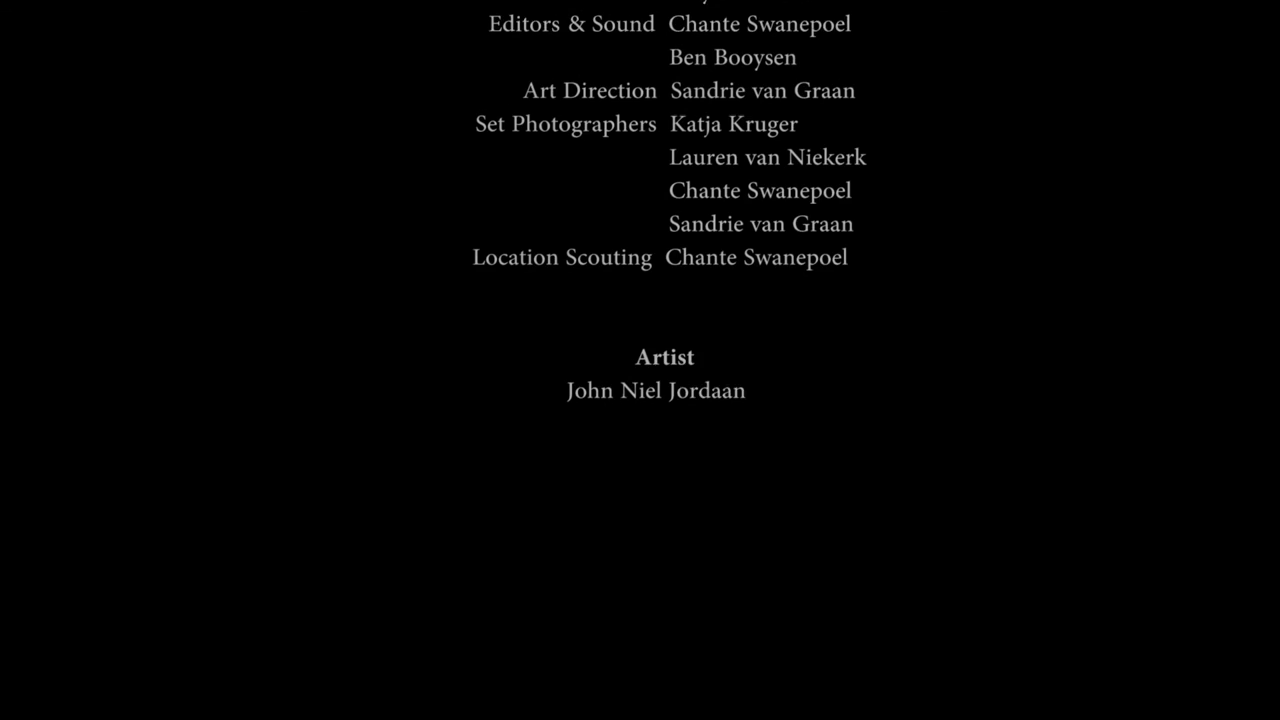 Editors & Sound Chante Swanepoel
Ben Booysen
Art Direction Sandrie van Graan
Set Photographers Katja Kruger
Lauren van Niekerk
Chante Swanepoel
Sandrie van Graan
Location Scouting Chante Swanepoel
Artist
John Niel Jordaan